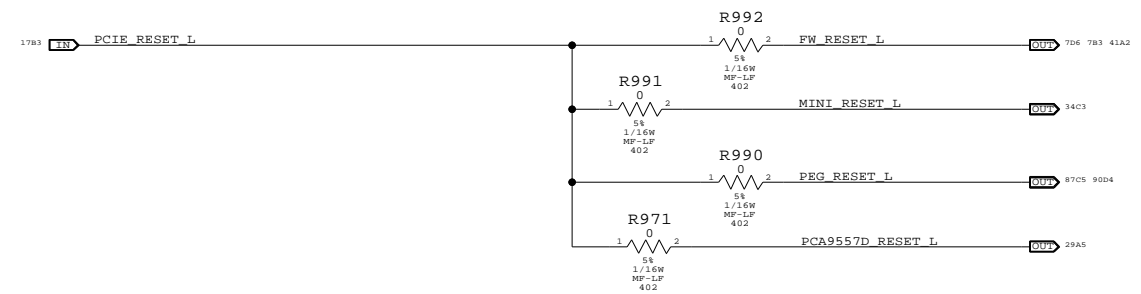 R992
0
17B3 IN PCIE_RESET_L 1 2 FW_RESET_L OUT 7D6 7B3 41A2
5%
1/16W
MF-LF
402
R991
0
1 2 MINI_RESET_L OUT 34C3
5%
1/16W
MF-LF
402
R990
0
1 2 PEG_RESET_L OUT 87C5 90D4
5%
1/16W
MF-LF
402
R971
0
1 2 PCA9557D_RESET_L OUT 29A5
5%
1/16W
MF-LF
402